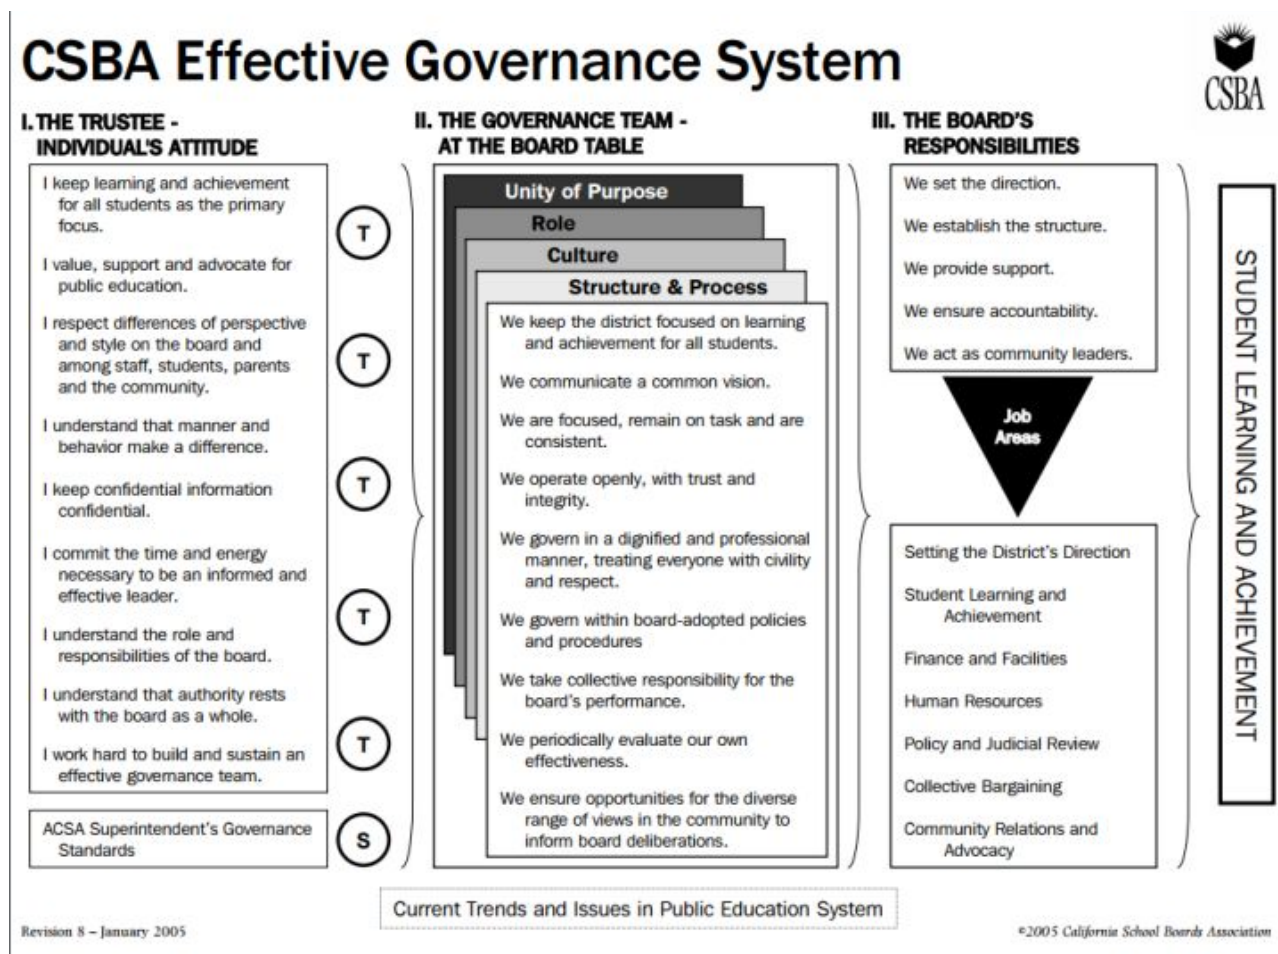 CSBA Effective Governance System
CSBA
I. THE TRUSTEE -
INDIVIDUAL'S ATTITUDE
I keep learning and achievement
for all students as the primary
focus.
I value, support and advocate for
public education.
I respect differences of perspective
and style on the board and
among staff, students, parents
and the community.
I understand that manner and
behavior make a difference.
I keep confidential information
confidential.
I commit the time and energy
necessary to be an informed and
effective leader.
I understand the role and
responsibilities of the board.
I understand that authority rests
with the board as a whole.
I work hard to build and sustain an
effective governance team.
ACSA Superintendent's Governance
Standards
T
T
T
T
T
S
II. THE GOVERNANCE TEAM -
AT THE BOARD TABLE
Unity of Purpose
Role
Culture
Structure & Process
We keep the district focused on learning
and achievement for all students.
We communicate a common vision.
We are focused, remain on task and are
consistent.
We operate openly, with trust and
integrity.
We govern in a dignified and professional
manner, treating everyone with civility
and respect.
We govern within board-adopted policies
and procedures
We take collective responsibility for the
board's performance.
We periodically evaluate our own
effectiveness.
We ensure opportunities for the diverse
range of views in the community to
inform board deliberations.
III. THE BOARD'S
RESPONSIBILITIES
We set the direction.
We establish the structure.
We provide support.
We ensure accountability.
We act as community leaders.
Job
Areas
Setting the District's Direction
Student Learning and
Achievement
Finance and Facilities
Human Resources
Policy and Judicial Review
Collective Bargaining
Community Relations and
Advocacy
STUDENT LEARNING AND ACHIEVEMENT
Current Trends and Issues in Public Education System
Revision 8 – January 2005
©2005 California School Boards Association